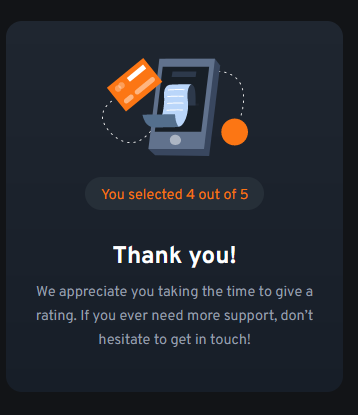 You selected 4 out of 5
Thank you!
We appreciate you taking the time to give a
rating. If you ever need more support, don’t
hesitate to get in touch!